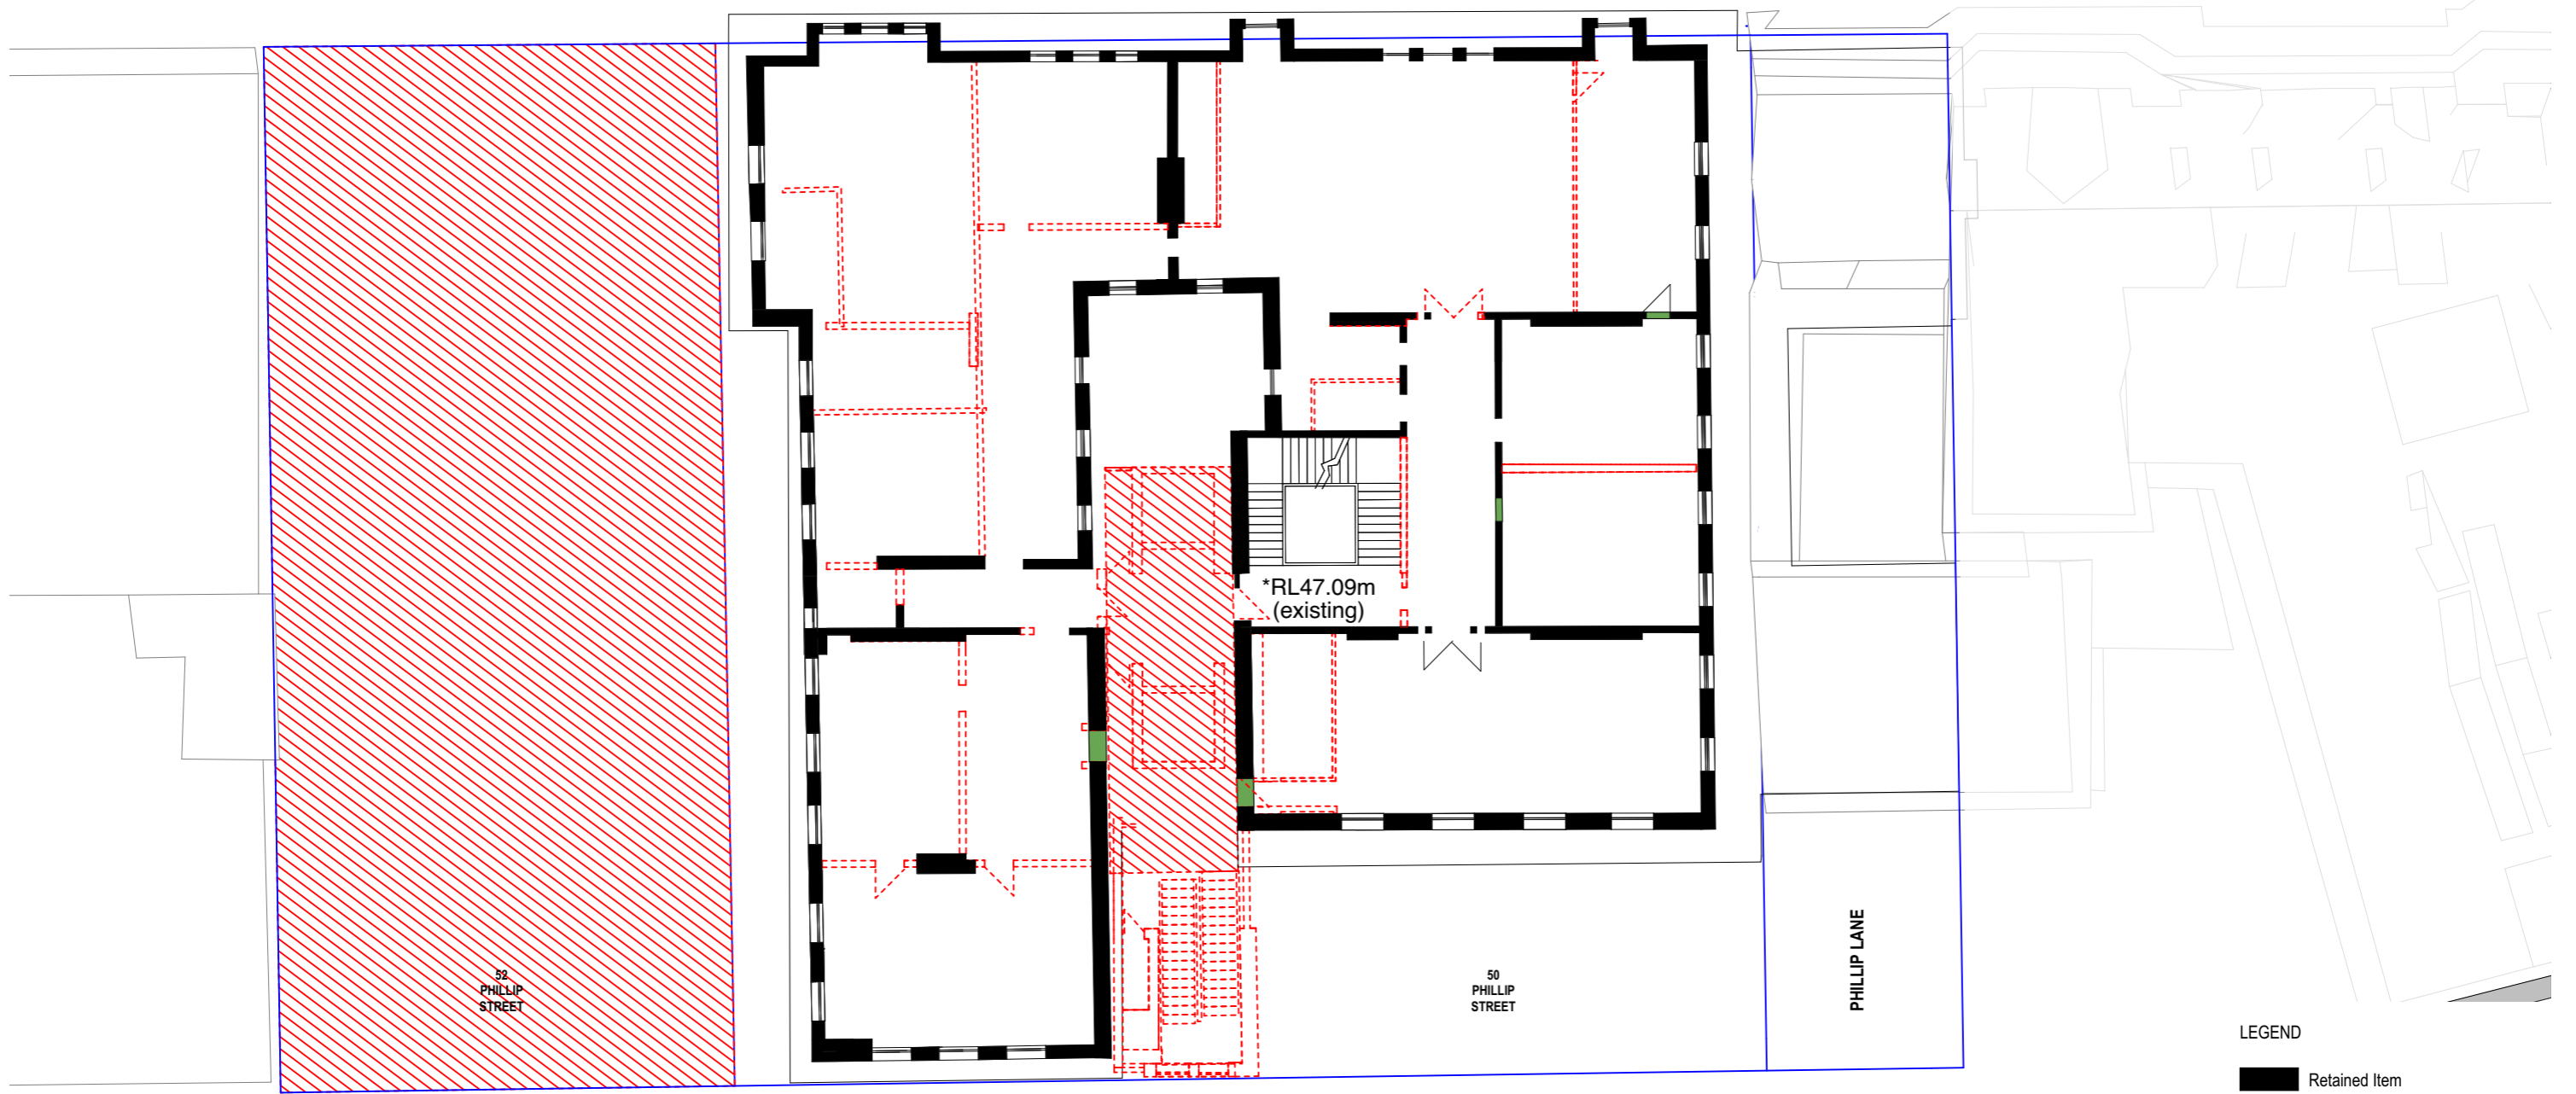 *RL47.09m
(existing)
52
PHILLIP
STREET
50
PHILLIP
STREET
PHILLIP LANE
LEGEND
Retained Item